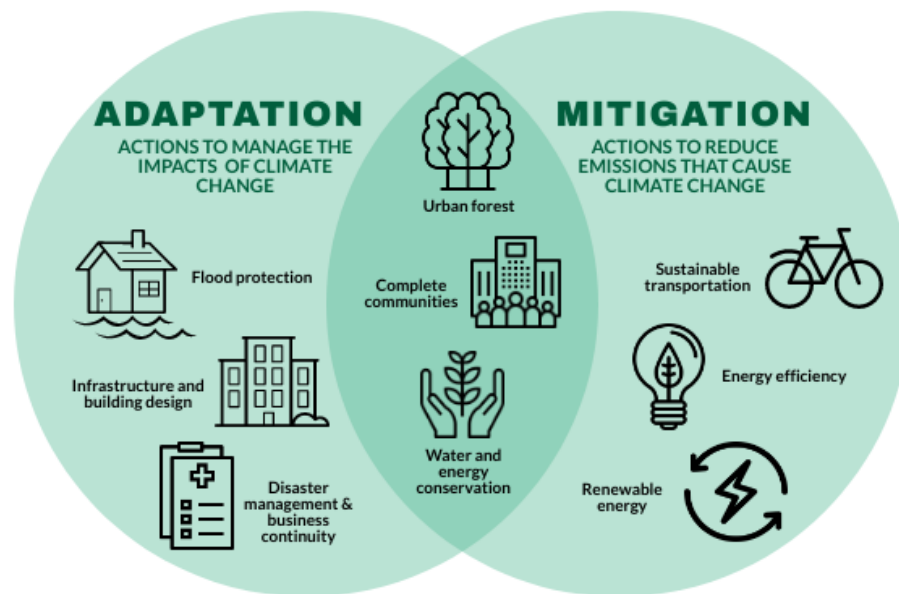 ADAPTATION
ACTIONS TO MANAGE THE
IMPACTS OF CLIMATE
CHANGE
Flood protection
Infrastructure and
building design
Disaster
management &
business
continuity
Urban forest
Complete
communities
Water and
energy
conservation
MITIGATION
ACTIONS TO REDUCE
EMISSIONS THAT CAUSE
CLIMATE CHANGE
Sustainable
transportation
Energy efficiency
Renewable
energy